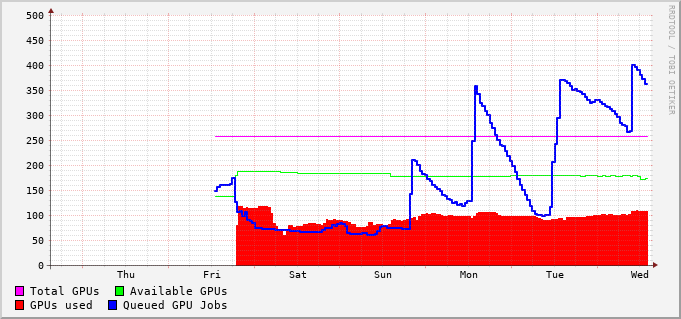 500
450
400
350
300
250
200
150
100
50
0
Thu Fri Sat Sun Mon Tue Wed
Total GPUs Available GPUs
GPUs used Queued GPU Jobs
RRDTOOL / TOBI OETIKER